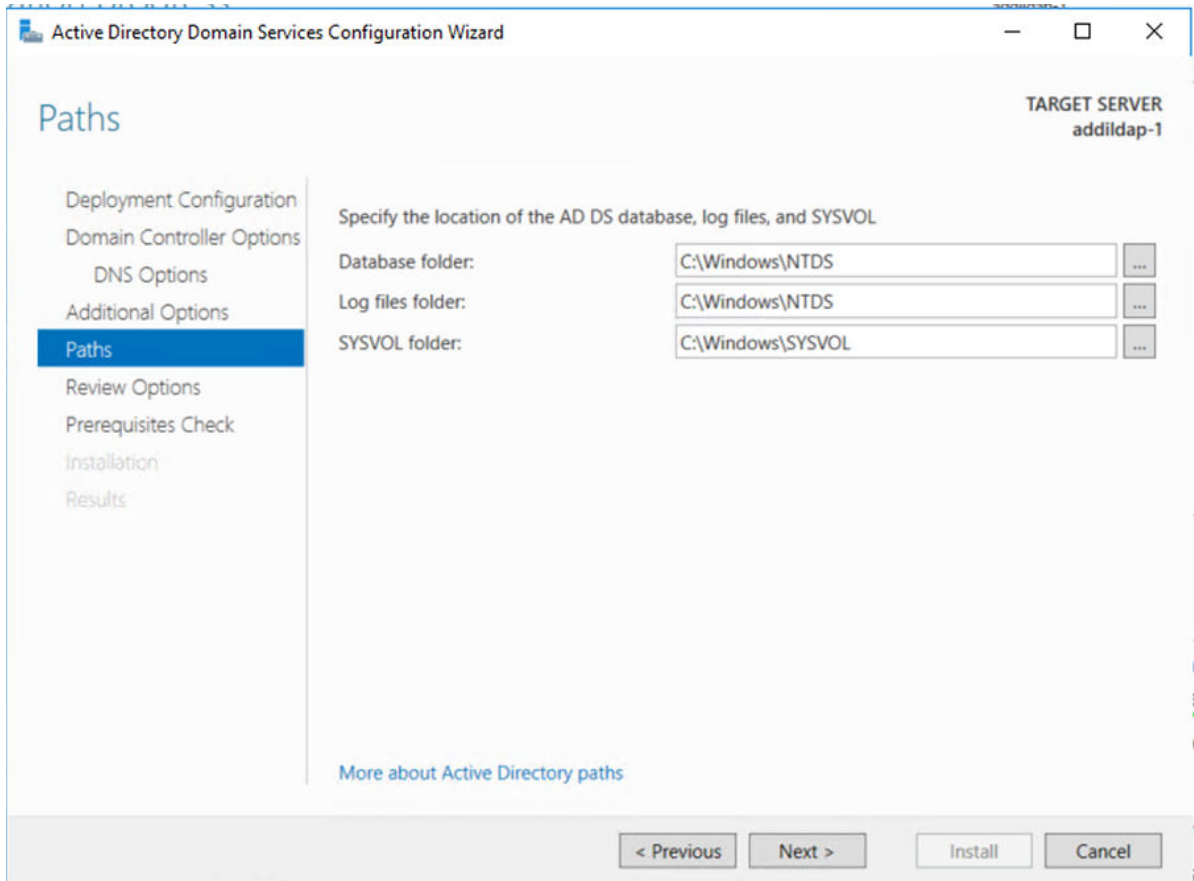 Active Directory Domain Services Configuration Wizard
Paths
TARGET SERVER
addildap-1
Deployment Configuration
Domain Controller Options
DNS Options
Additional Options
Paths
Review Options
Prerequisites Check
Installation
Results
Specify the location of the AD DS database, log files, and SYSVOL
Database folder: C:\Windows\NTDS ...
Log files folder: C:\Windows\NTDS ...
SYSVOL folder: C:\Windows\SYSVOL ...
More about Active Directory paths
< Previous Next > Install Cancel